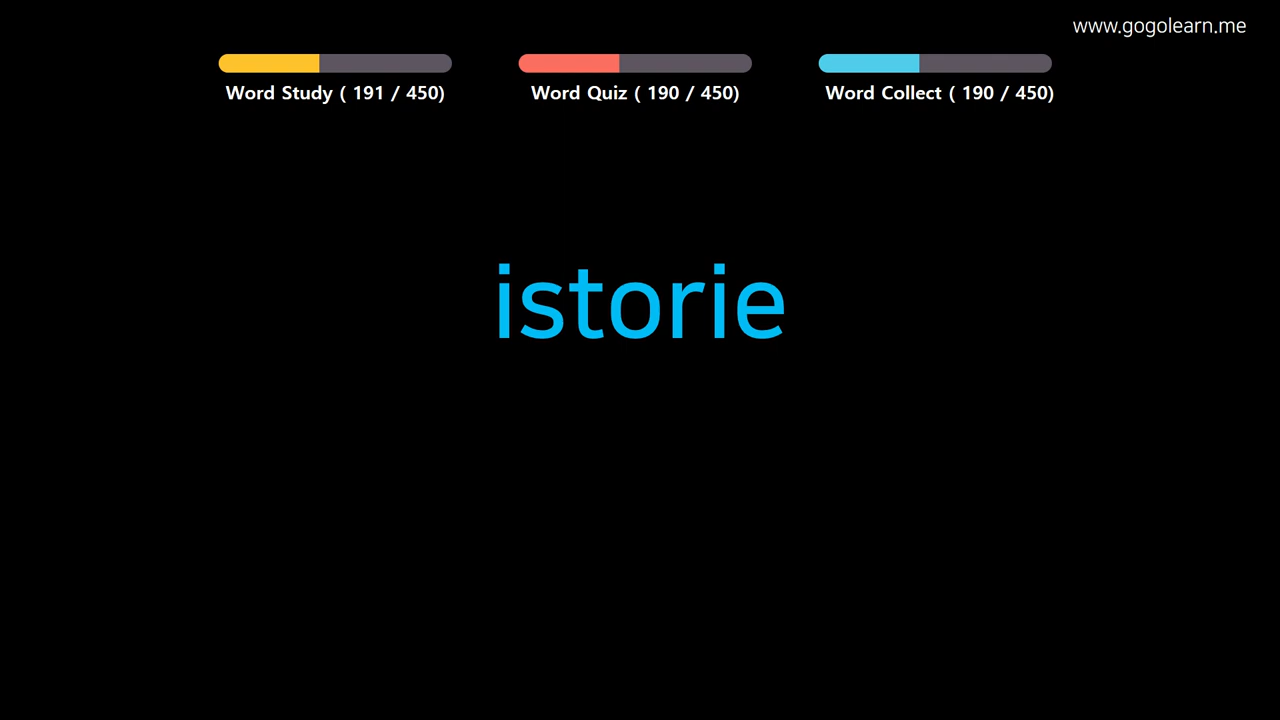 www.gogolearn.me
Word Study ( 191 / 450)
Word Quiz ( 190 / 450)
Word Collect ( 190 / 450)
istorie